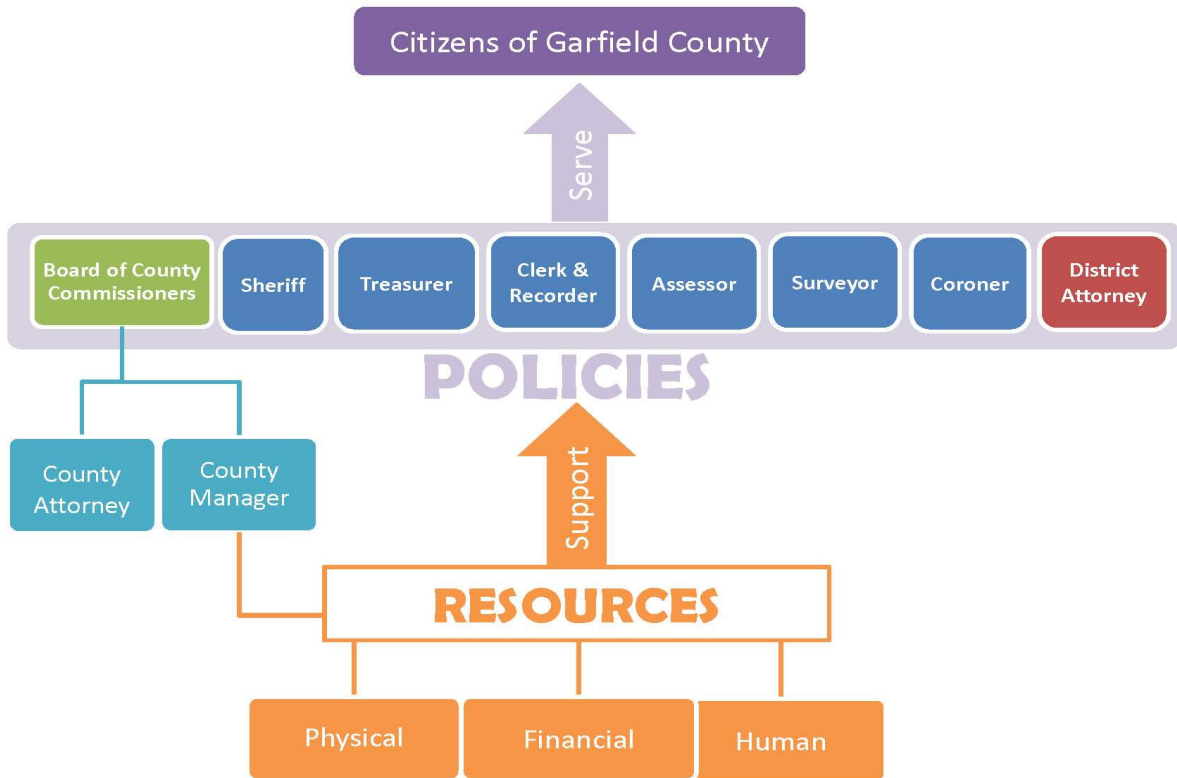 Citizens of Garfield County
Serve
Board of County
Commissioners
Sheriff
Treasurer
Clerk &
Recorder
Assessor
Surveyor
Coroner
District
Attorney
POLICIES
County
Attorney
County
Manager
Support
RESOURCES
Physical
Financial
Human